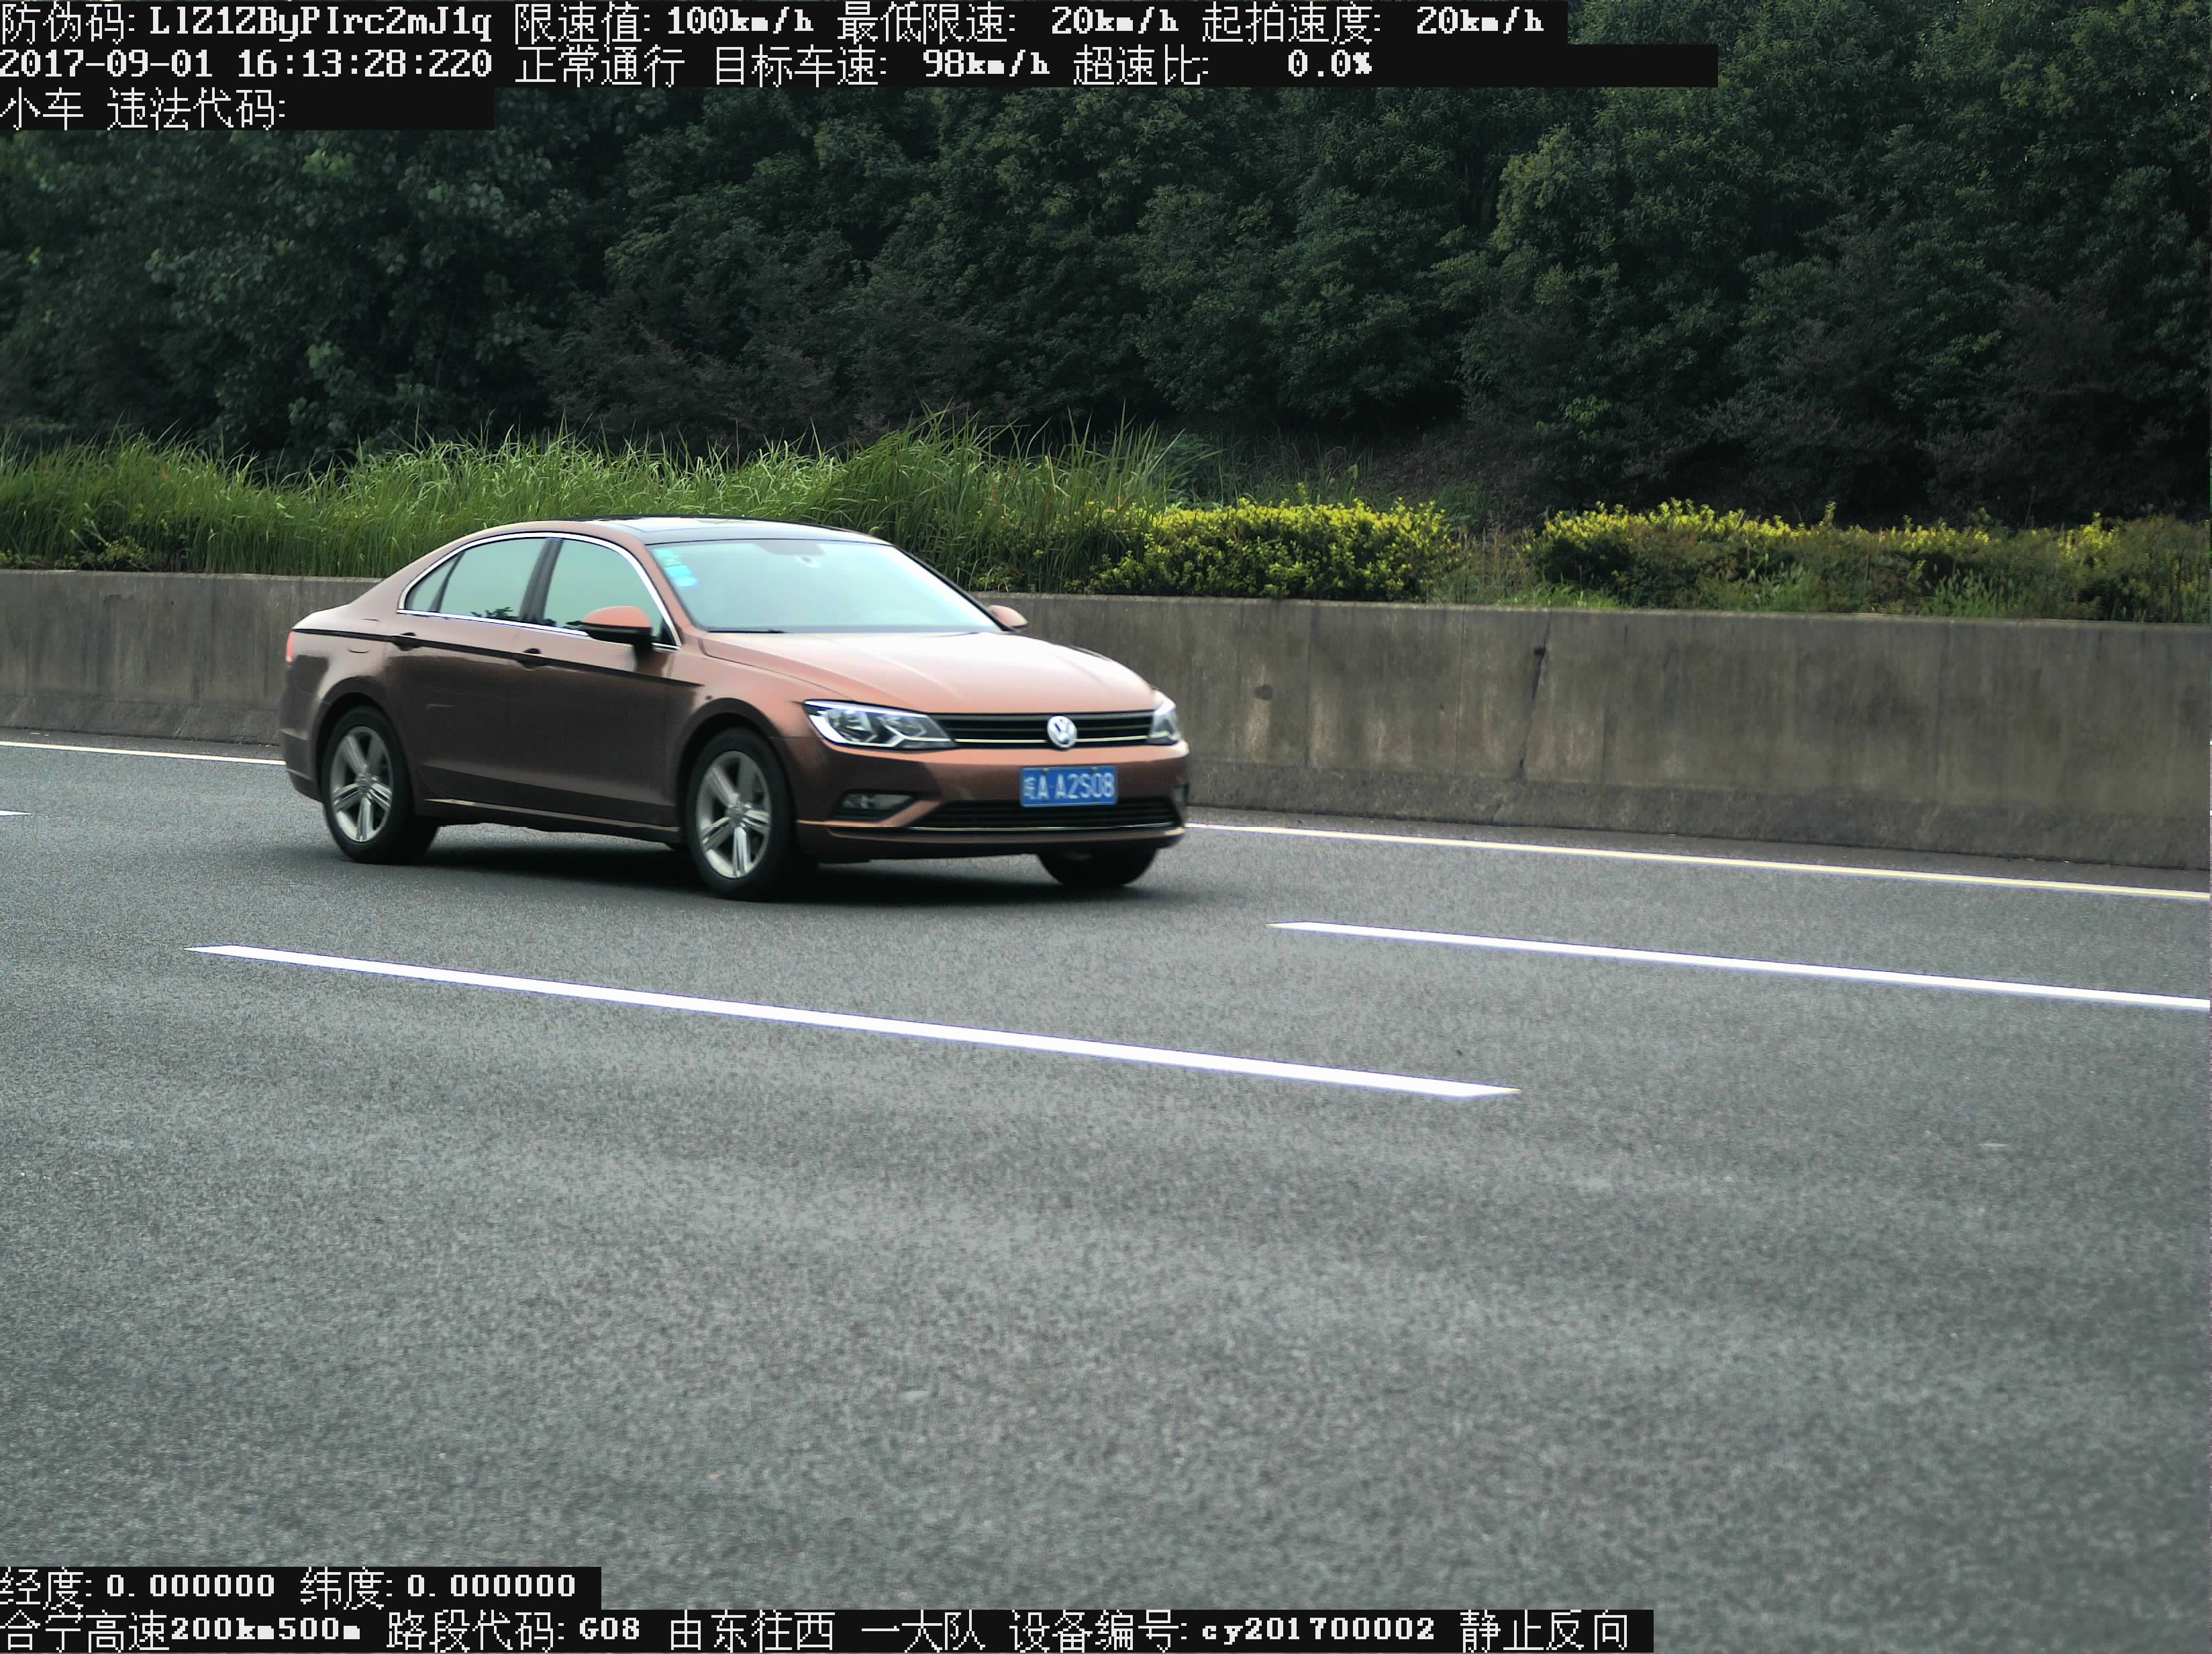 防伪码: LlZ1ZByPIrc2mJ1q 限速值: 100km/h 最低限速: 20km/h 起拍速度: 20km/h
2017-09-01 16:13:28:220 正常通行 目标车速: 98km/h 超速比: 0.0%
小车 违法代码:
皖A A2S08
经度: 0.000000 纬度: 0.000000
合宁高速200km500m 路段代码: G08 由东往西 一大队 设备编号: cy201700002 静止反向